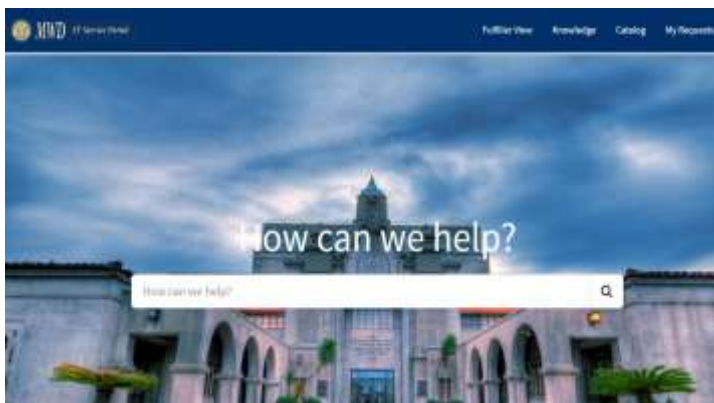 MWD IT Service Portal
Fulfiller View Knowledge Catalog My Requests
How can we help?
How can we help?